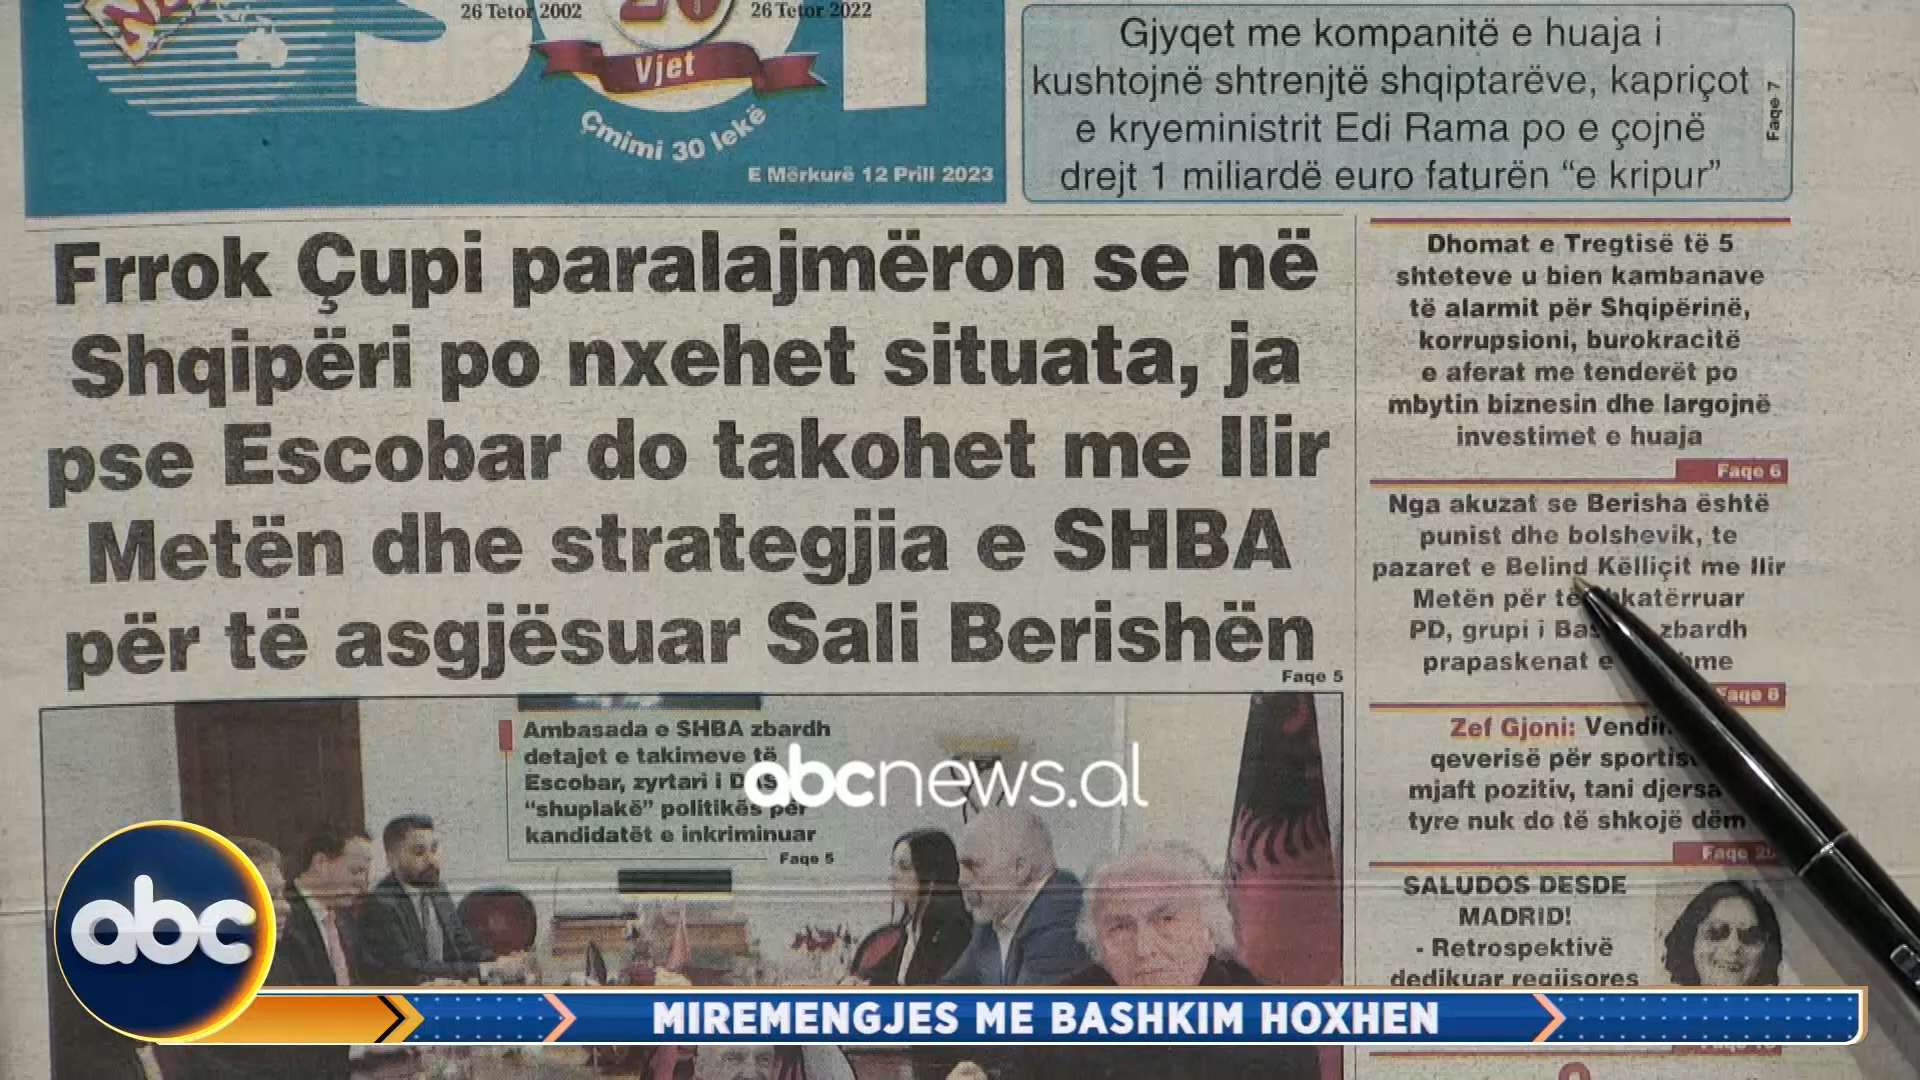 26 Tetor 2002
26 Tetor 2022
Vjet
Çmimi 30 lekë
E Mërkurë 12 Prill 2023
Gjyqet me kompanitë e huaja i
kushtojnë shtrenjtë shqiptarëve, kapriçot
e kryeministrit Edi Rama po e çojnë
drejt 1 miliardë euro faturën “e kripur”
Faqe 7
Frrok Çupi paralajmëron se në
Shqipëri po nxehet situata, ja
pse Escobar do takohet me Ilir
Metën dhe strategjia e SHBA
për të asgjësuar Sali Berishën
Faqe 5
Ambasada e SHBA zbardh
detajet e takimeve të
Escobar, zyrtari i DAS
“shuplakë” politikës për
kandidatët e inkriminuar
Faqe 5
Dhomat e Tregtisë të 5
shteteve u bien kambanave
të alarmit për Shqipërinë,
korrupsioni, burokracitë
e aferat me tenderët po
mbytin biznesin dhe largojnë
investimet e huaja
Faqe 6
Nga akuzat se Berisha është
punist dhe bolshevik, te
pazaret e Belind Këlliçit me Ilir
Metën për të
PD, grupi i zbardh
prapaskenat e
Faqe 8
Zef Gjoni:
qeverisë për
mjaft pozitiv, tani
tyre nuk do të shkojë dëm
Faqe
SALUDOS DESDE
MADRID!
- Retrospektivë
dedikuar regjisores
abcnews.al
abc
MIREMENGJES ME BASHKIM HOXHEN